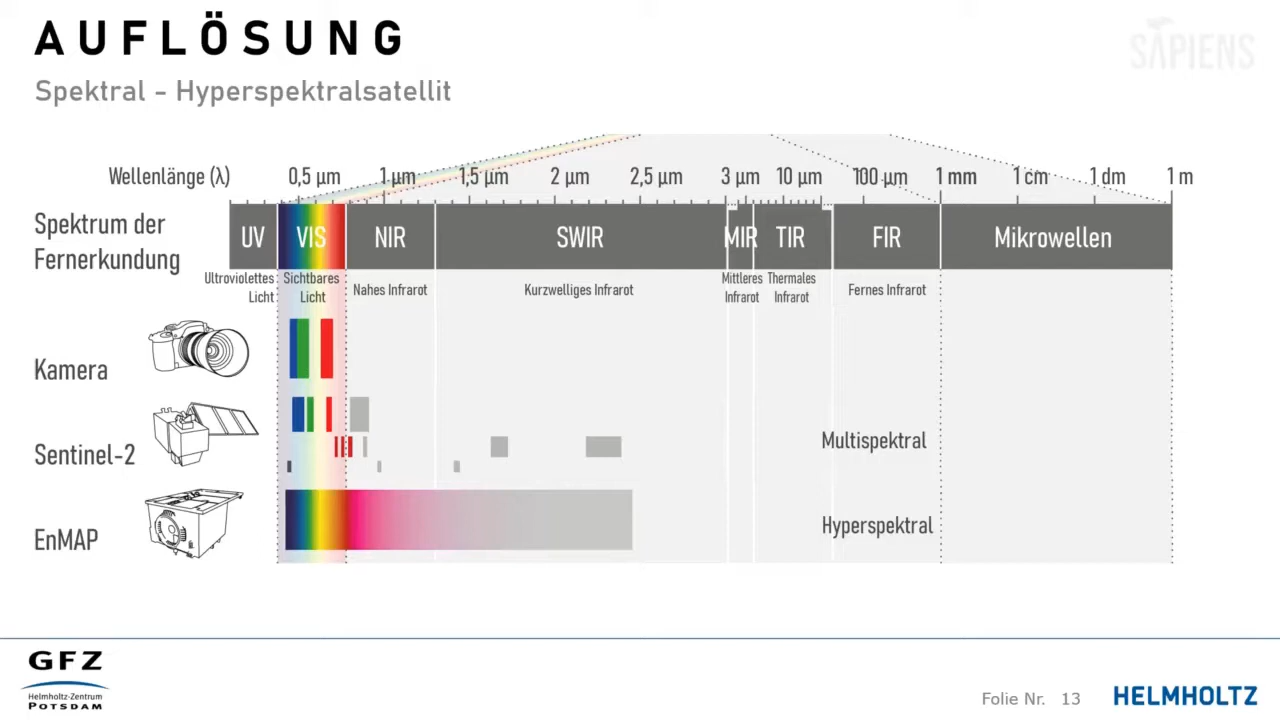 AUFLÖSUNG
SAPIENS
Spektral - Hyperspektralsatellit
Wellenlänge (λ) 0,5 µm 1 µm 1,5 µm 2 µm 2,5 µm 3 µm 10 µm 100 µm 1 mm 1 cm 1 dm 1 m
Spektrum der
Fernerkundung
UV VIS NIR SWIR MIR TIR FIR Mikrowellen
Ultroviolettes
Licht
Sichtbares
Licht
Nahes Infrarot
Kurzwelliges Infrarot
Mittleres
Infrarot
Thermales
Infrarot
Fernes Infrarot
Kamera
Sentinel-2
Multispektral
EnMAP
Hyperspektral
GFZ
Helmholtz-Zentrum
POTSDAM
Folie Nr. 13
HELMHOLTZ